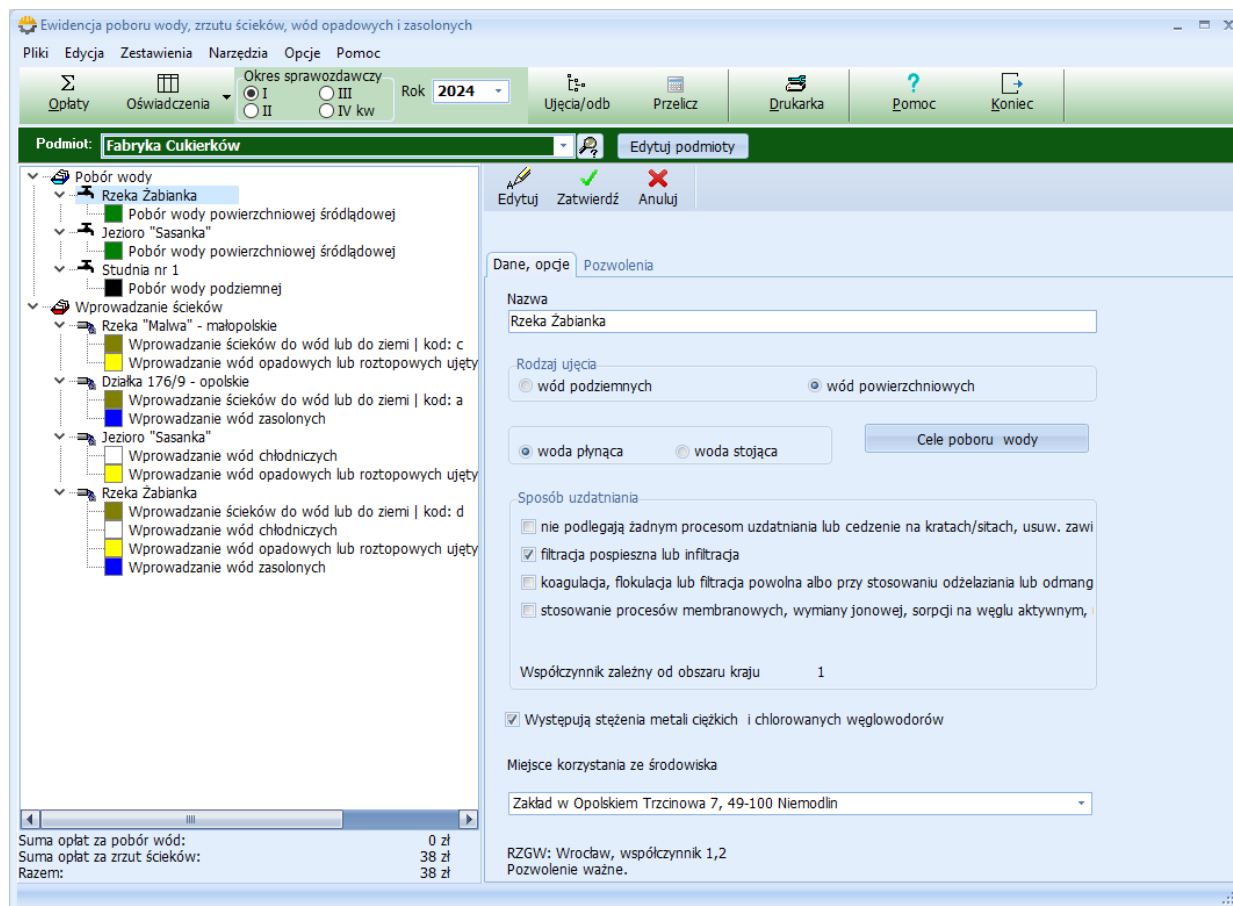 Ewidencja poboru wody, zrzutu ścieków, wód opadowych i zasolonych
Pliki Edycja Zestawienia Narzędzia Opcje Pomoc
Opłaty
Oświadczenia
Okres sprawozdawczy
I III
II IV kw
Rok 2024
Ujęcia/odb
Przelicz
Drukarka
Pomoc
Koniec
Podmiot: Fabryka Cukierków
Edytuj podmioty
Pobór wody
Rzeka Żabianka
Pobór wody powierzchniowej śródlądowej
Jezioro "Sasanka"
Pobór wody powierzchniowej śródlądowej
Studnia nr 1
Pobór wody podziemnej
Wprowadzanie ścieków
Rzeka "Malwa" - małopolskie
Wprowadzanie ścieków do wód lub do ziemi | kod: c
Wprowadzanie wód opadowych lub roztopowych ujęty
Działka 176/9 - opolskie
Wprowadzanie ścieków do wód lub do ziemi | kod: a
Wprowadzanie wód zasolonych
Jezioro "Sasanka"
Wprowadzanie wód chłodniczych
Wprowadzanie wód opadowych lub roztopowych ujęty
Rzeka Żabianka
Wprowadzanie ścieków do wód lub do ziemi | kod: d
Wprowadzanie wód chłodniczych
Wprowadzanie wód opadowych lub roztopowych ujęty
Wprowadzanie wód zasolonych
Suma opłat za pobór wód: 0 zł
Suma opłat za zrzut ścieków: 38 zł
Razem: 38 zł
Edytuj Zatwierdź Anuluj
Dane, opcje Pozwolenia
Nazwa
Rzeka Żabianka
Rodzaj ujęcia
wód podziemnych wód powierzchniowych
woda płynąca woda stojąca
Cele poboru wody
Sposób uzdatniania
nie podlegają żadnym procesom uzdatniania lub cedzenie na kratach/sitach, usuw. zawi
filtracja pospieszna lub infiltracja
koagulacja, flokulacja lub filtracja powolna albo przy stosowaniu odżelaziania lub odmang
stosowanie procesów membranowych, wymiany jonowej, sorpcji na węglu aktywnym,
Współczynnik zależny od obszaru kraju 1
Występują stężenia metali ciężkich i chlorowanych węglowodorów
Miejsce korzystania ze środowiska
Zakład w Opolskiem Trzcinowa 7, 49-100 Niemodlin
RZGW: Wrocław, współczynnik 1,2
Pozwolenie ważne.